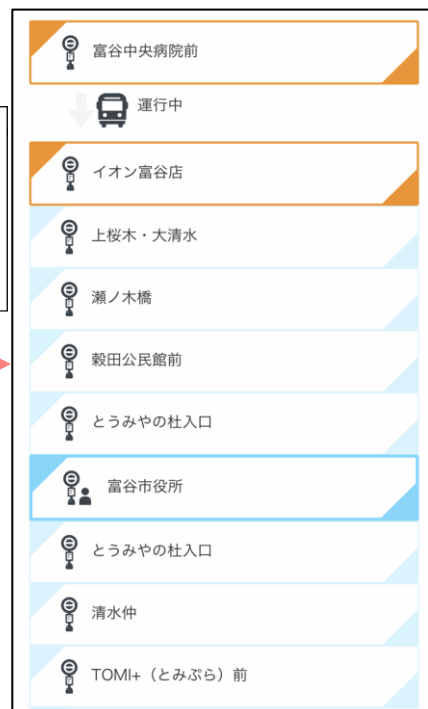 富谷中央病院前
運行中
イオン富谷店
上桜木・大清水
瀬ノ木橋
穀田公民館前
とうみやの杜入口
富谷市役所
とうみやの杜入口
清水仲
TOMI+（とみぷら）前